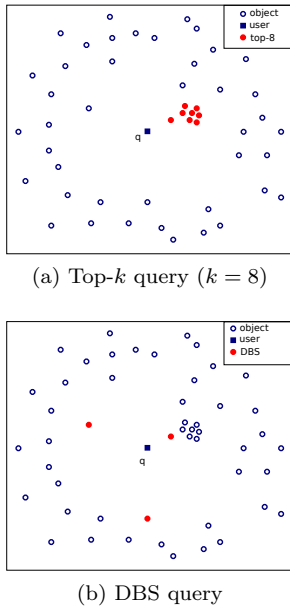 object
user
top-8
q
(a) Top-k query (k = 8)
object
user
DBS
q
(b) DBS query